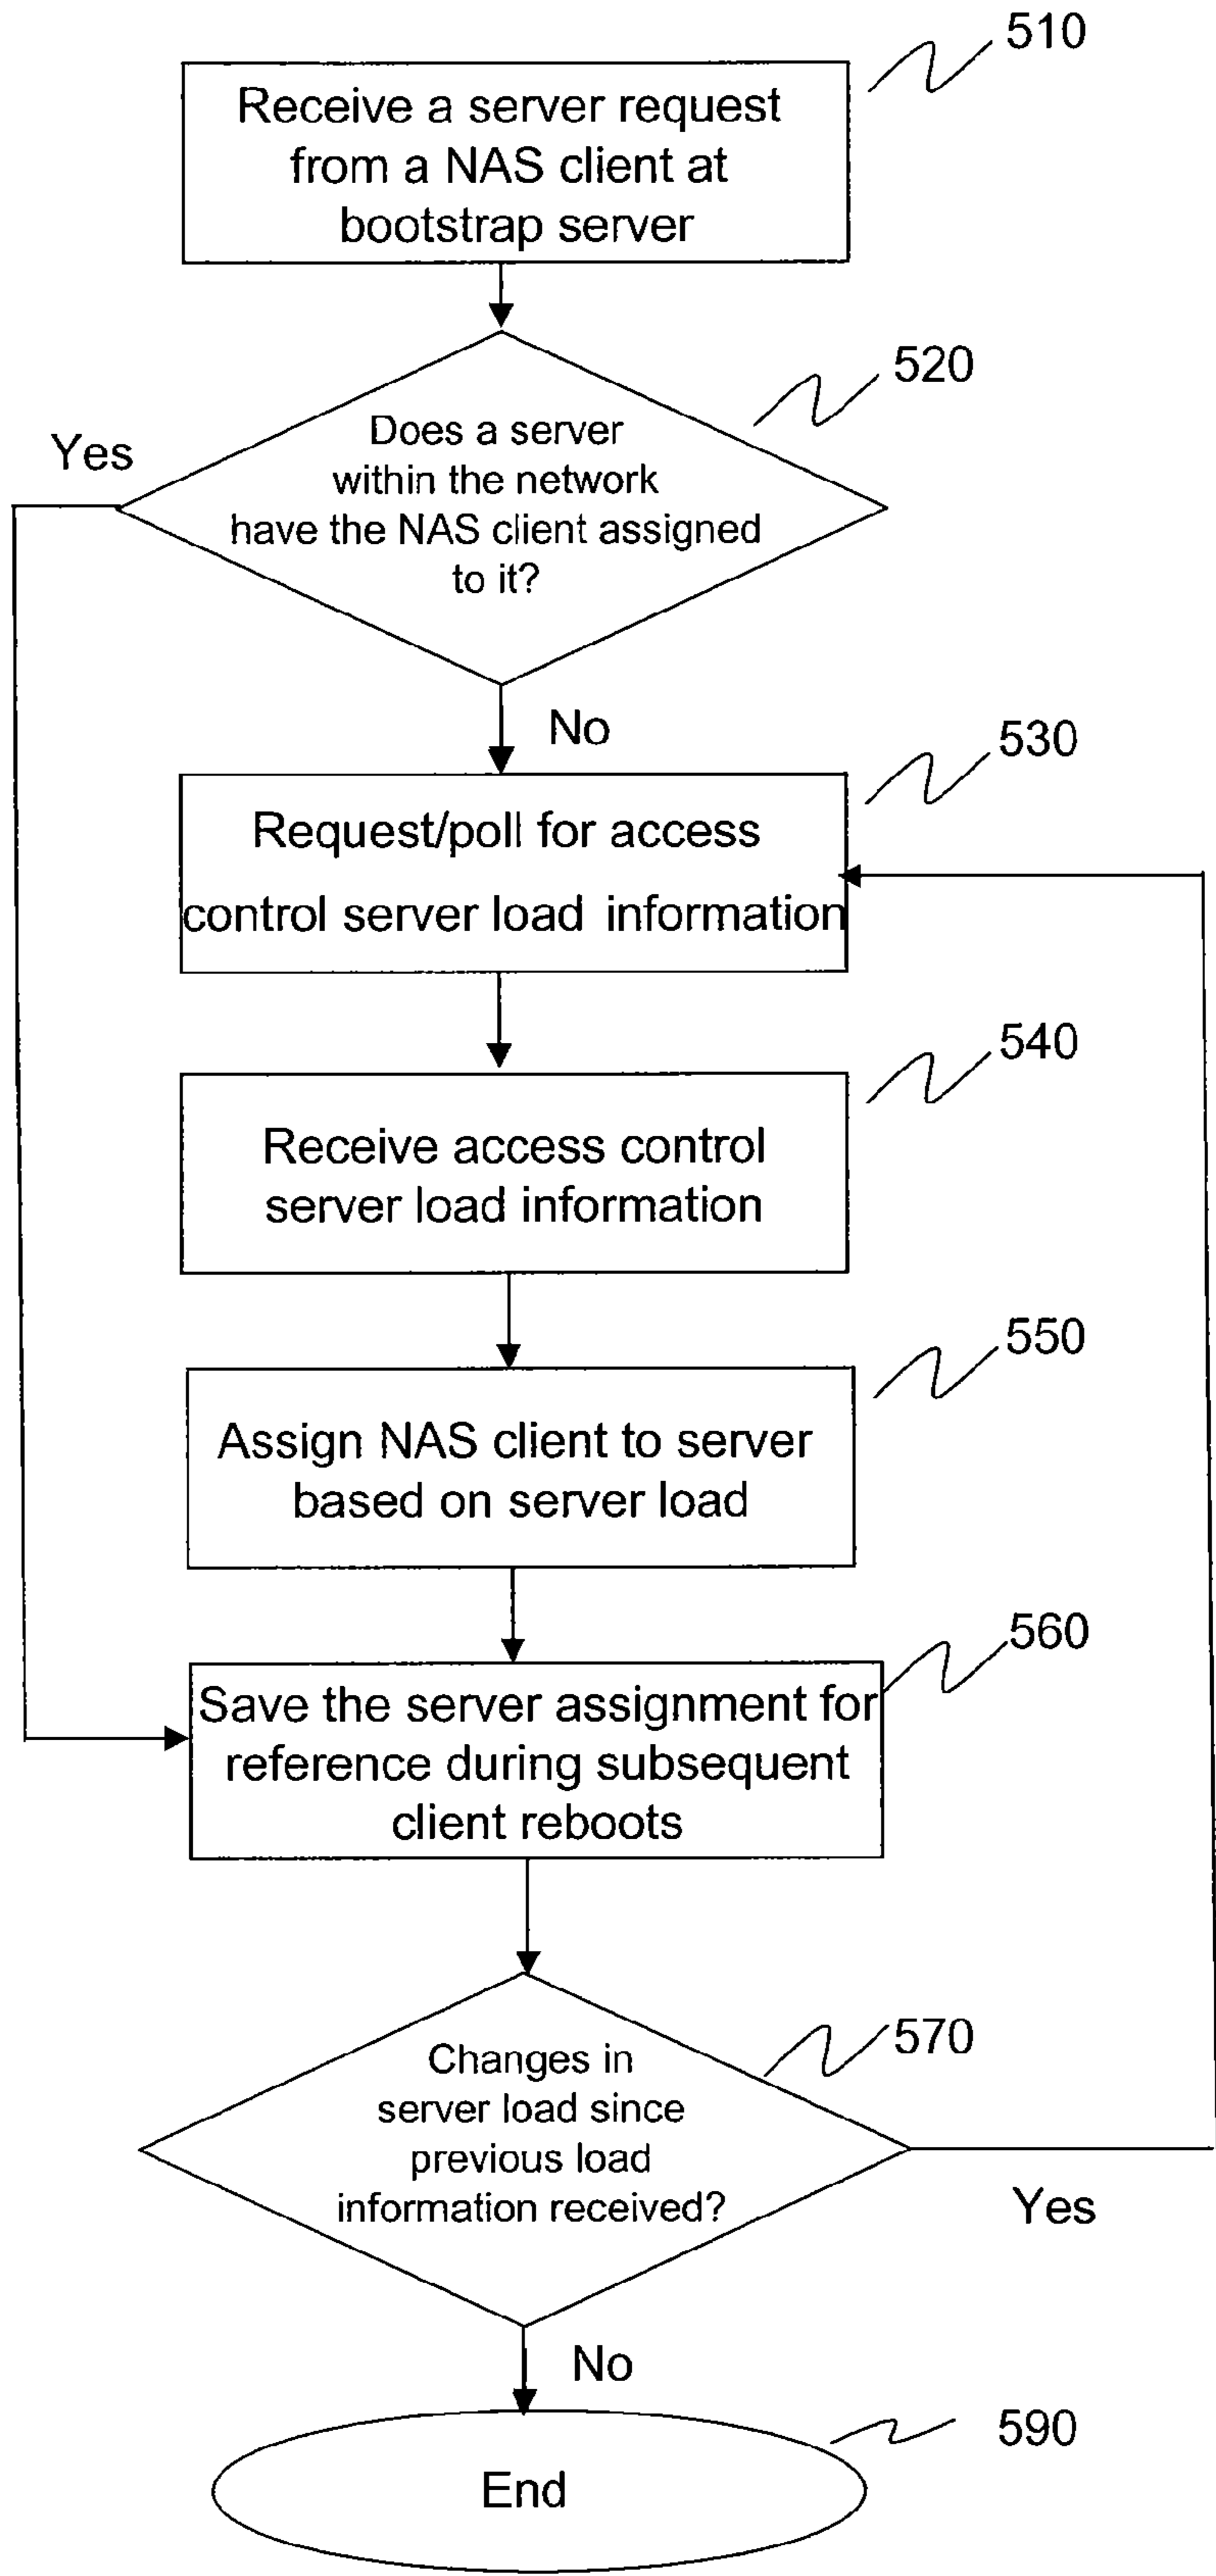 510
Receive a server request
from a NAS client at
bootstrap server
520
Does a server
within the network
have the NAS client assigned
to it?
Yes
No
530
Request/poll for access
control server load information
540
Receive access control
server load information
550
Assign NAS client to server
based on server load
560
Save the server assignment for
reference during subsequent
client reboots
570
Changes in
server load since
previous load
information received?
Yes
No
590
End